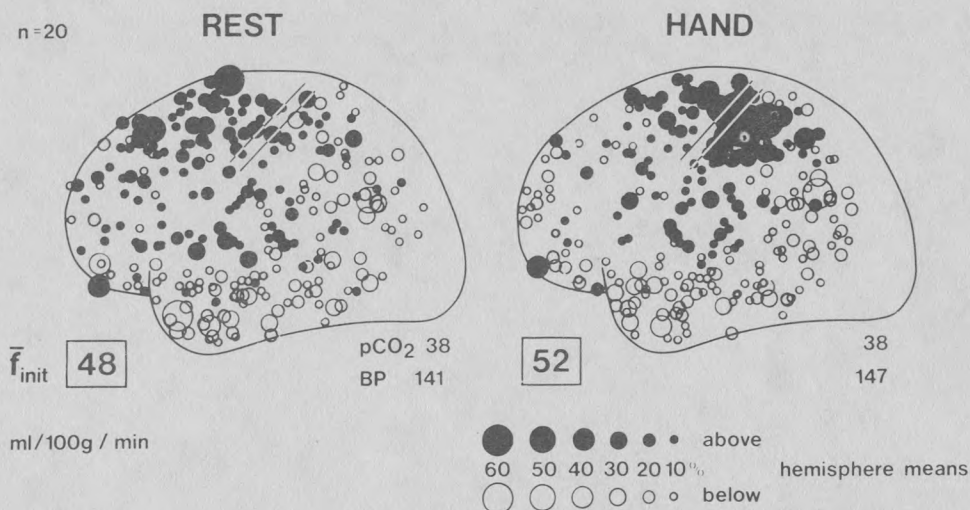 n=20
REST
HAND
f̄init 48
pCO2 38
BP 141
52
38
147
ml/100g / min
above
60 50 40 30 20 10% hemisphere means
below